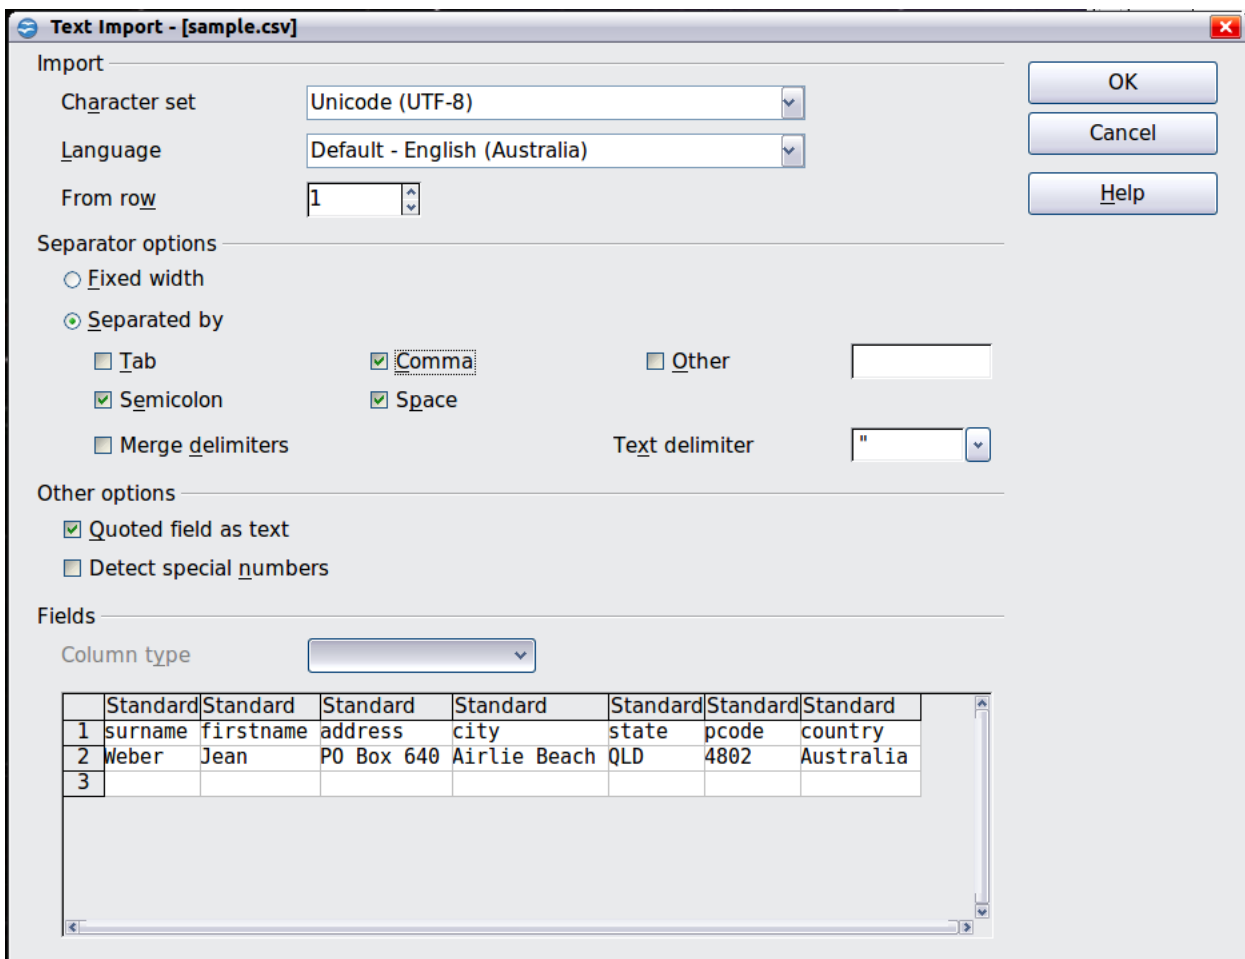 Text Import - [sample.csv]
Import
Character set Unicode (UTF-8)
Language Default - English (Australia)
From row 1
OK
Cancel
Help
Separator options
Fixed width
Separated by
Tab Comma Other
Semicolon Space
Merge delimiters Text delimiter "
Other options
Quoted field as text
Detect special numbers
Fields
Column type
Standard Standard Standard Standard Standard Standard Standard
1 surname firstname address city state pcode country
2 Weber Jean PO Box 640 Airlie Beach QLD 4802 Australia
3